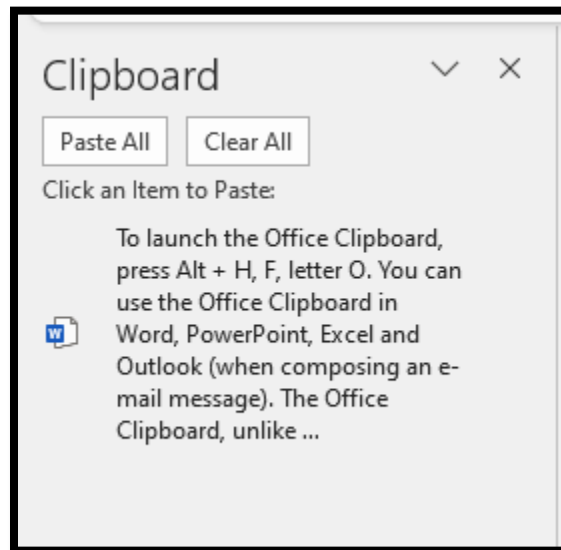 Clipboard
Paste All Clear All
Click an Item to Paste:
To launch the Office Clipboard,
press Alt + H, F, letter O. You can
use the Office Clipboard in
Word, PowerPoint, Excel and
Outlook (when composing an e-
mail message). The Office
Clipboard, unlike ...